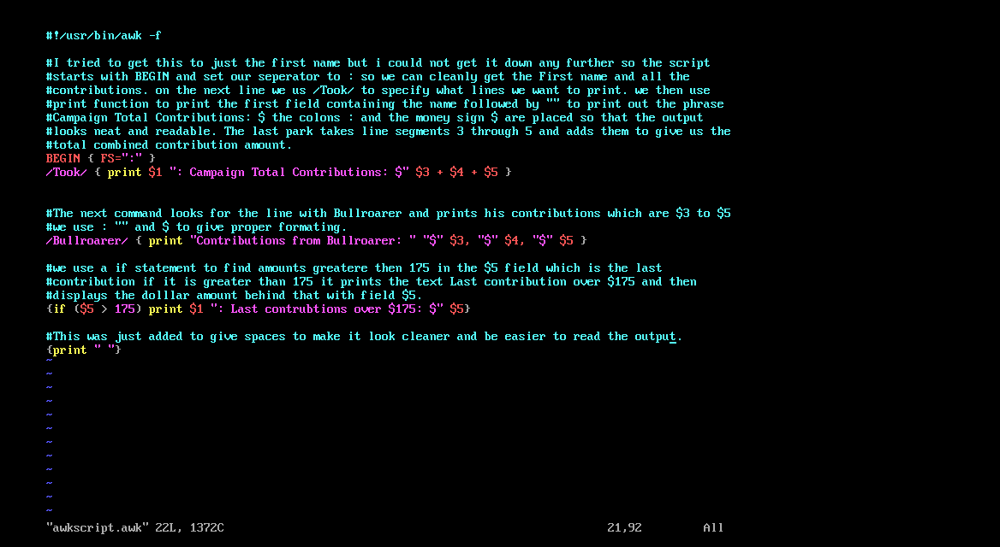 #!/usr/bin/awk -f
#I tried to get this to just the first name but i could not get it down any further so the script
#starts with BEGIN and set our seperator to : so we can cleanly get the First name and all the
#contributions. on the next line we us /Took/ to specify what lines we want to print. we then use
#print function to print the first field containing the name followed by "" to print out the phrase
#Campaign Total Contributions: $ the colons : and the money sign $ are placed so that the output
#looks neat and readable. The last park takes line segments 3 through 5 and adds them to give us the
#total combined contribution amount.
BEGIN { FS=":" }
/Took/ { print $1 ": Campaign Total Contributions: $" $3 + $4 + $5 }
#The next command looks for the line with Bullroarer and prints his contributions which are $3 to $5
#we use : "" and $ to give proper formating.
/Bullroarer/ { print "Contributions from Bullroarer: " "$" $3, "$" $4, "$" $5 }
#we use a if statement to find amounts greatere then 175 in the $5 field which is the last
#contribution if it is greater than 175 it prints the text Last contribution over $175 and then
#displays the dolllar amount behind that with field $5.
{if ($5 > 175) print $1 ": Last contrubtions over $175: $" $5}
#This was just added to give spaces to make it look cleaner and be easier to read the output.
{print " "}
~
~
~
~
~
~
~
~
~
~
~
~
"awkscript.awk" 22L, 1372C 21,92 All